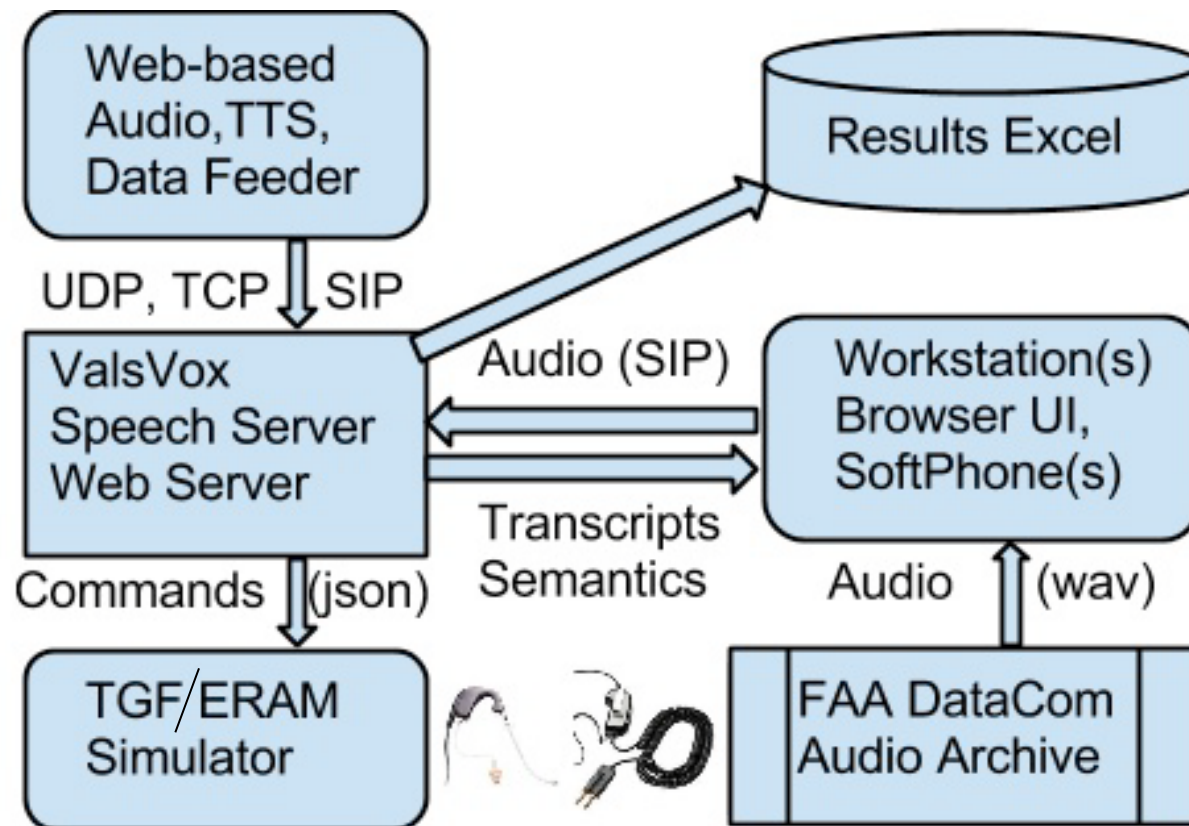 Web-based
Audio,TTS,
Data Feeder
Results Excel
UDP, TCP SIP
ValsVox
Speech Server
Web Server
Audio (SIP)
Workstation(s)
Browser UI,
SoftPhone(s)
Transcripts
Semantics
Commands (json)
Audio (wav)
TGF/ERAM
Simulator
FAA DataCom
Audio Archive